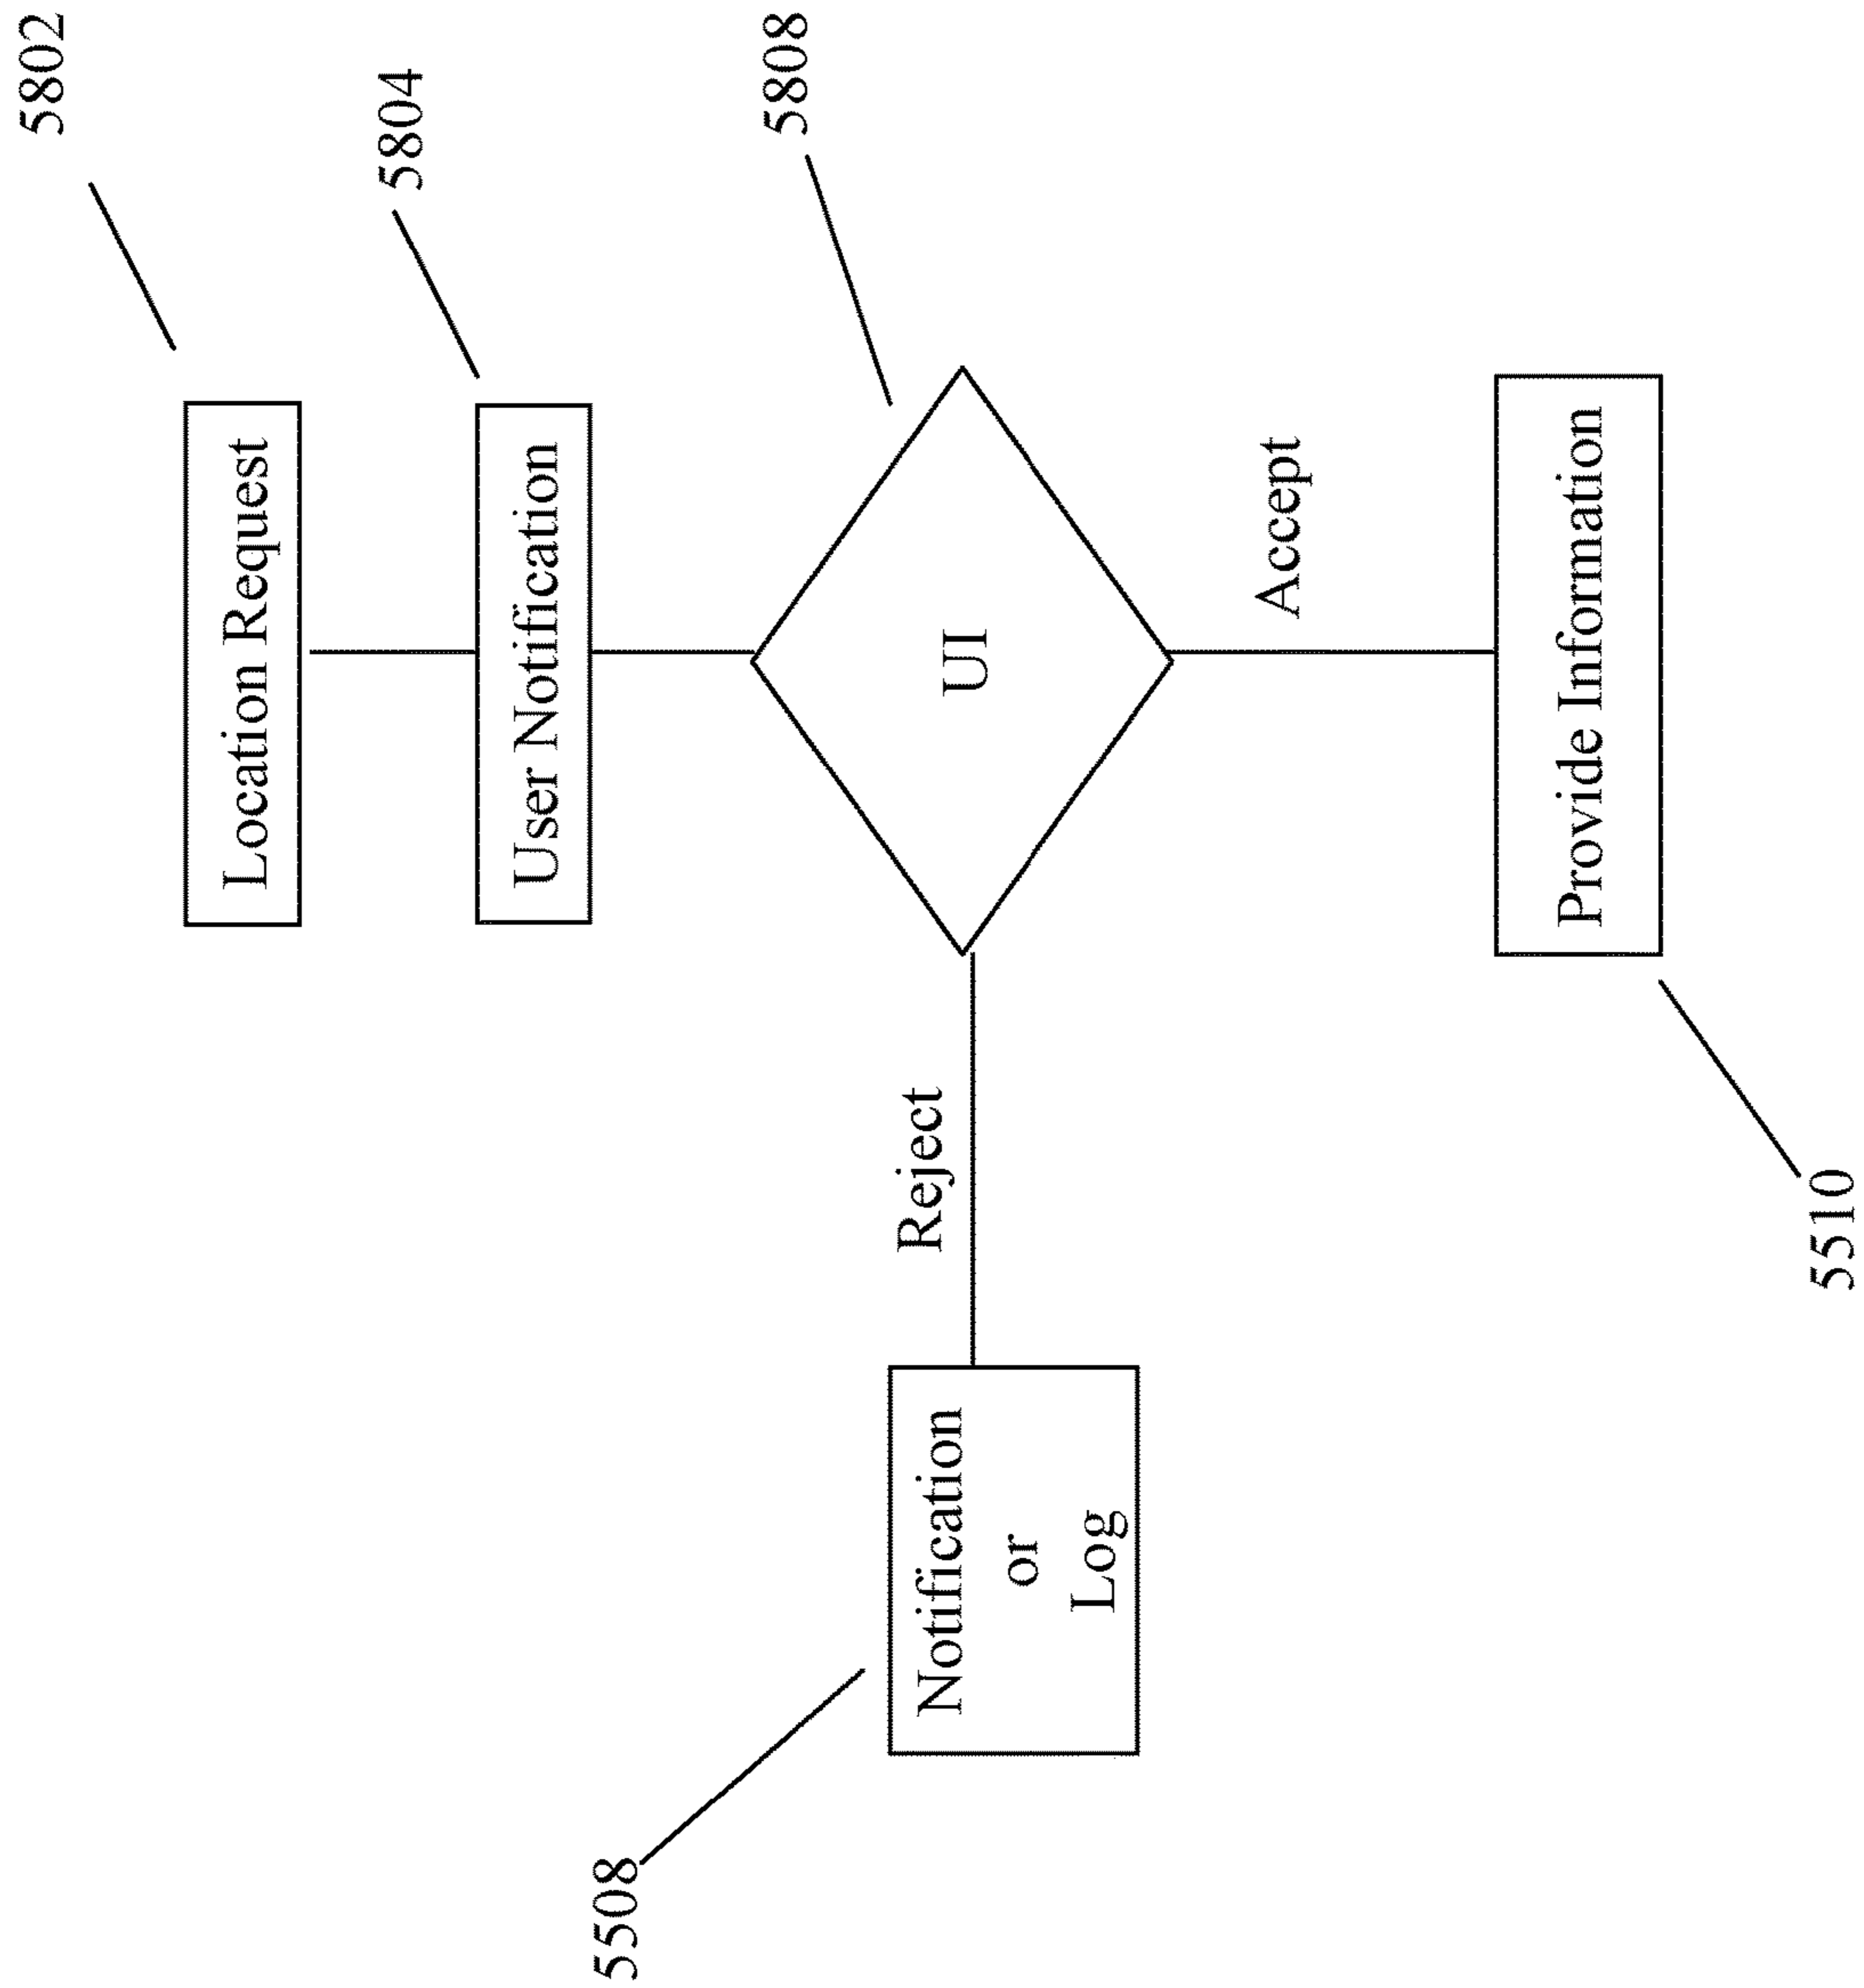 5802
Location Request
5804
User Notification
5508
5808
Reject
Notification
or
Log
UI
Accept
Provide Information
5510